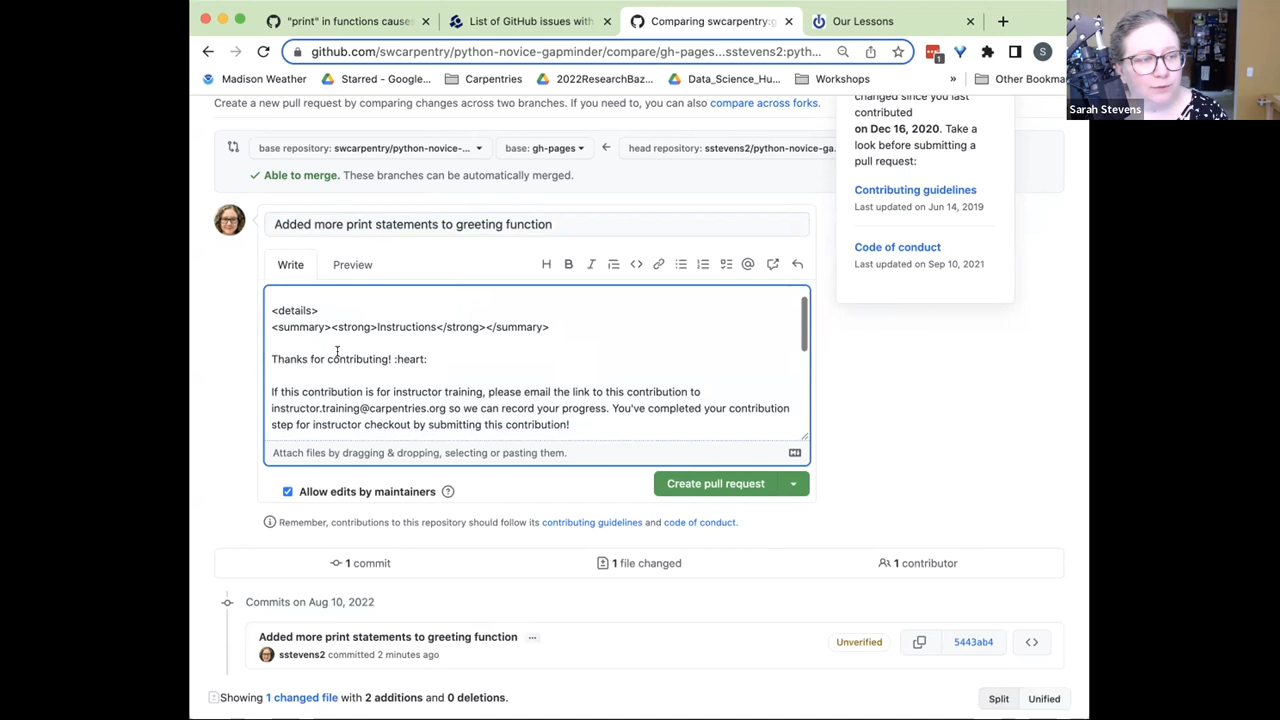 "print" in functions cause
List of GitHub issues with
Comparing swcarpentry:g
Our Lessons
github.com/swcarpentry/python-novice-gapminder/compare/gh-pages...sstevens2:pyth...
1
S
Madison Weather
Starred - Google...
Carpentries
2022ResearchBaz...
Data_Science_Hu...
Workshops
»
Other Bookma
Sarah Stevens
Create a new pull request by comparing changes across two branches. If you need to, you can also compare across forks.
changed since you last
contributed
on Dec 16, 2020. Take a
look before submitting a
pull request:
Contributing guidelines
Last updated on Jun 14, 2019
Code of conduct
Last updated on Sep 10, 2021
base repository: swcarpentry/python-novice-...
base: gh-pages
head repository: sstevens2/python-novice-ga.
Able to merge. These branches can be automatically merged.
Added more print statements to greeting function
Write
Preview
<details>
<summary><strong>Instructions</strong></summary>
Thanks for contributing! :heart:
If this contribution is for instructor training, please email the link to this contribution to
instructor.training@carpentries.org so we can record your progress. You've completed your contribution
step for instructor checkout by submitting this contribution!
Attach files by dragging & dropping, selecting or pasting them.
Allow edits by maintainers
Create pull request
Remember, contributions to this repository should follow its contributing guidelines and code of conduct.
1 commit
1 file changed
1 contributor
Commits on Aug 10, 2022
Added more print statements to greeting function ...
sstevens2 committed 2 minutes ago
Unverified
5443ab4
Showing 1 changed file with 2 additions and 0 deletions.
Split
Unified